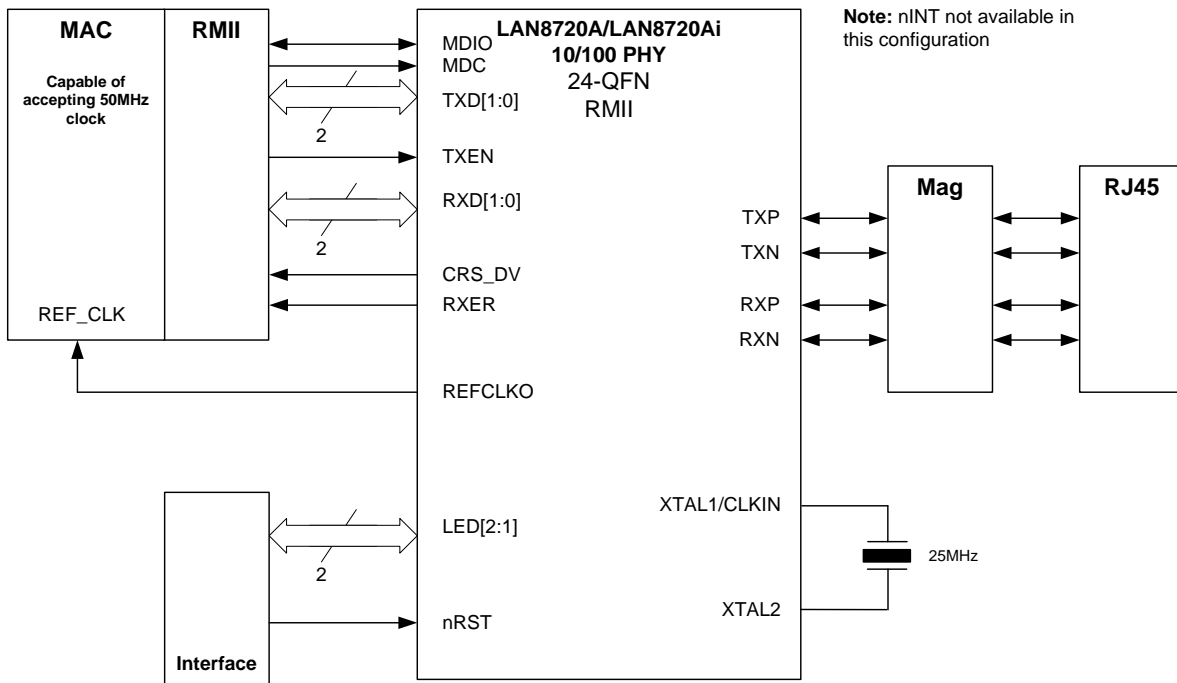 MAC
RMII
Capable of
accepting 50MHz
clock
REF_CLK
LAN8720A/LAN8720Ai
10/100 PHY
24-QFN
RMII
Note: nINT not available in
this configuration
MDIO
MDC
TXD[1:0]
2
TXEN
RXD[1:0]
2
CRS_DV
RXER
REFCLKO
TXP
TXN
RXP
RXN
Mag
RJ45
LED[2:1]
2
nRST
Interface
XTAL1/CLKIN
25MHz
XTAL2